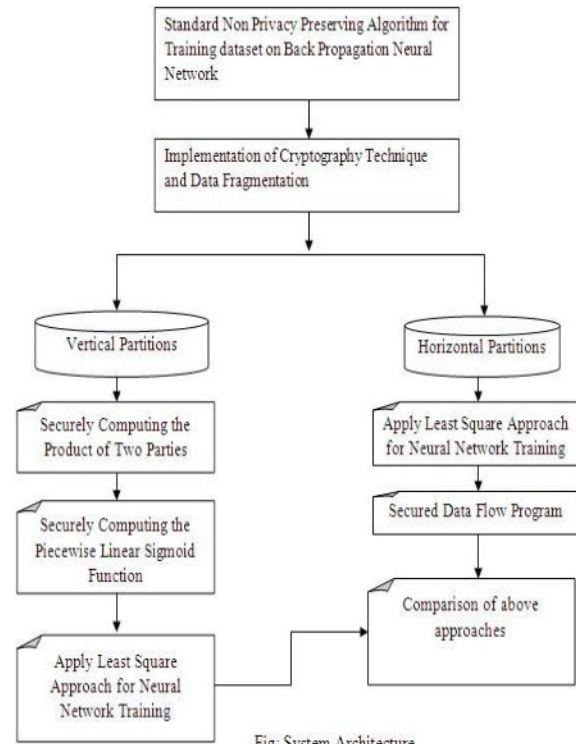 Standard Non Privacy Preserving Algorithm for
Training dataset on Back Propagation Neural
Network
Implementation of Cryptography Technique
and Data Fragmentation
Vertical Partitions
Horizontal Partitions
Securely Computing the
Product of Two Parties
Apply Least Square Approach
for Neural Network Training
Securely Computing the
Piecewise Linear Sigmoid
Function
Secured Data Flow Program
Comparison of above
approaches
Apply Least Square
Approach for Neural
Network Training
Fig: System Architecture